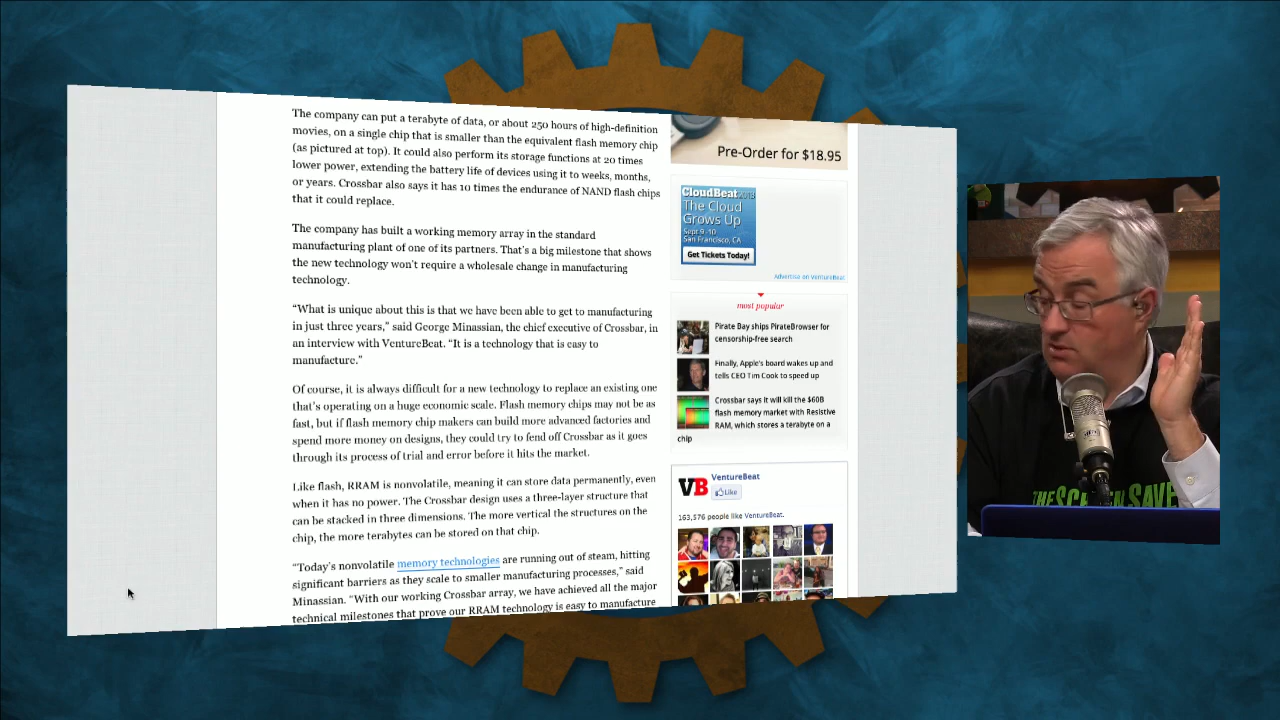 The company can put a terabyte of data, or about 250 hours of high-definition
movies, on a single chip that is smaller than the equivalent flash memory chip
(as pictured at top). It could also perform its storage functions at 20 times
lower power, extending the battery life of devices using it to weeks, months,
or years. Crossbar also says it has 10 times the endurance of NAND flash chips
that it could replace.
The company has built a working memory array in the standard
manufacturing plant of one of its partners. That's a big milestone that shows
the new technology won't require a wholesale change in manufacturing
technology.
“What is unique about this is that we have been able to get to manufacturing
in just three years,” said George Minassian, the chief executive of Crossbar, in
an interview with VentureBeat. “It is a technology that is easy to
manufacture.”
Of course, it is always difficult for a new technology to replace an existing one
that's operating on a huge economic scale. Flash memory chips may not be as
fast, but if flash memory chip makers can build more advanced factories and
spend more money on designs, they could try to fend off Crossbar as it goes
through its process of trial and error before it hits the market.
Like flash, RRAM is nonvolatile, meaning it can store data permanently, even
when it has no power. The Crossbar design uses a three-layer structure that
can be stacked in three dimensions. The more vertical the structures on the
chip, the more terabytes can be stored on that chip.
“Today's nonvolatile memory technologies are running out of steam, hitting
significant barriers as they scale to smaller manufacturing processes,” said
Minassian. “With our working Crossbar array, we have achieved all the major
technical milestones that prove our RRAM technology is easy to manufacture
Pre-Order for $18.95
CloudBeat2013
The Cloud
Grows Up
Sept 9-10
San Francisco, CA
Get Tickets Today!
Advertise on VentureBeat
most popular
Pirate Bay ships PirateBrowser for
censorship-free search
Finally, Apple's board wakes up and
tells CEO Tim Cook to speed up
Crossbar says it will kill the $60B
flash memory market with Resistive
RAM, which stores a terabyte on a
chip
VB
VentureBeat
Like
163,576 people like VentureBeat.
THE SCREEN SAVE